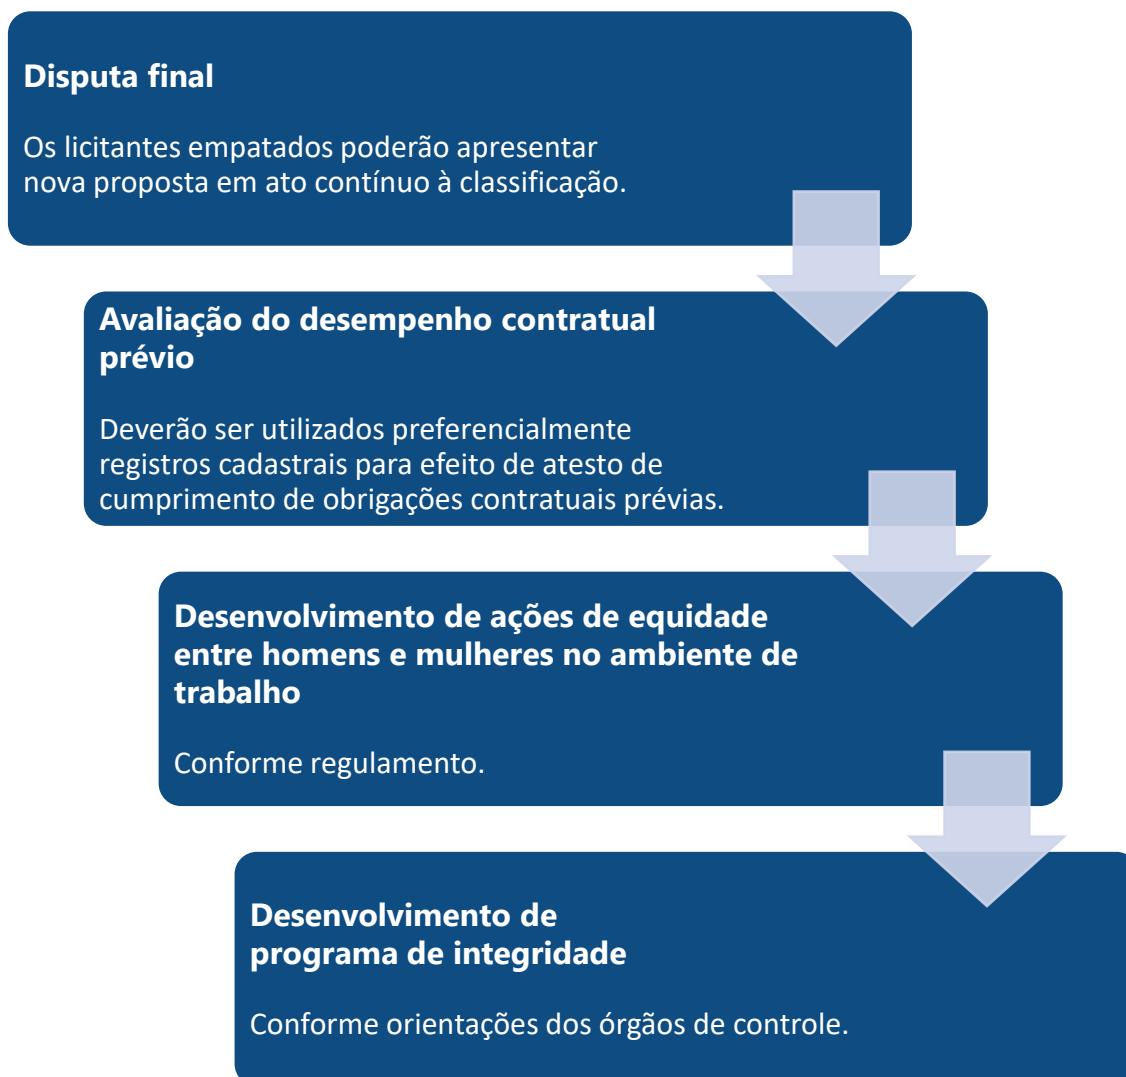 Disputa final
Os licitantes empatados poderão apresentar
nova proposta em ato contínuo à classificação.
Avaliação do desempenho contratual
prévio
Deverão ser utilizados preferencialmente
registros cadastrais para efeito de atesto de
cumprimento de obrigações contratuais prévias.
Desenvolvimento de ações de equidade
entre homens e mulheres no ambiente de
trabalho
Conforme regulamento.
Desenvolvimento de
programa de integridade
Conforme orientações dos órgãos de controle.